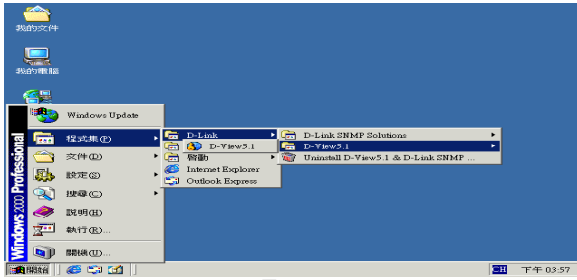 我的文件
我的電腦
Windows Update
程式集(P)
文件(D)
設定(S)
搜尋(C)
說明(H)
執行(R)...
關機(U)...
Windows 2000 Professional
D-Link
D-View5.1
啟動
Internet Explorer
Outlook Express
D-Link SNMP Solutions
D-View5.1
Uninstall D-View5.1 & D-Link SNMP ...
開始
CH
下午 03:57